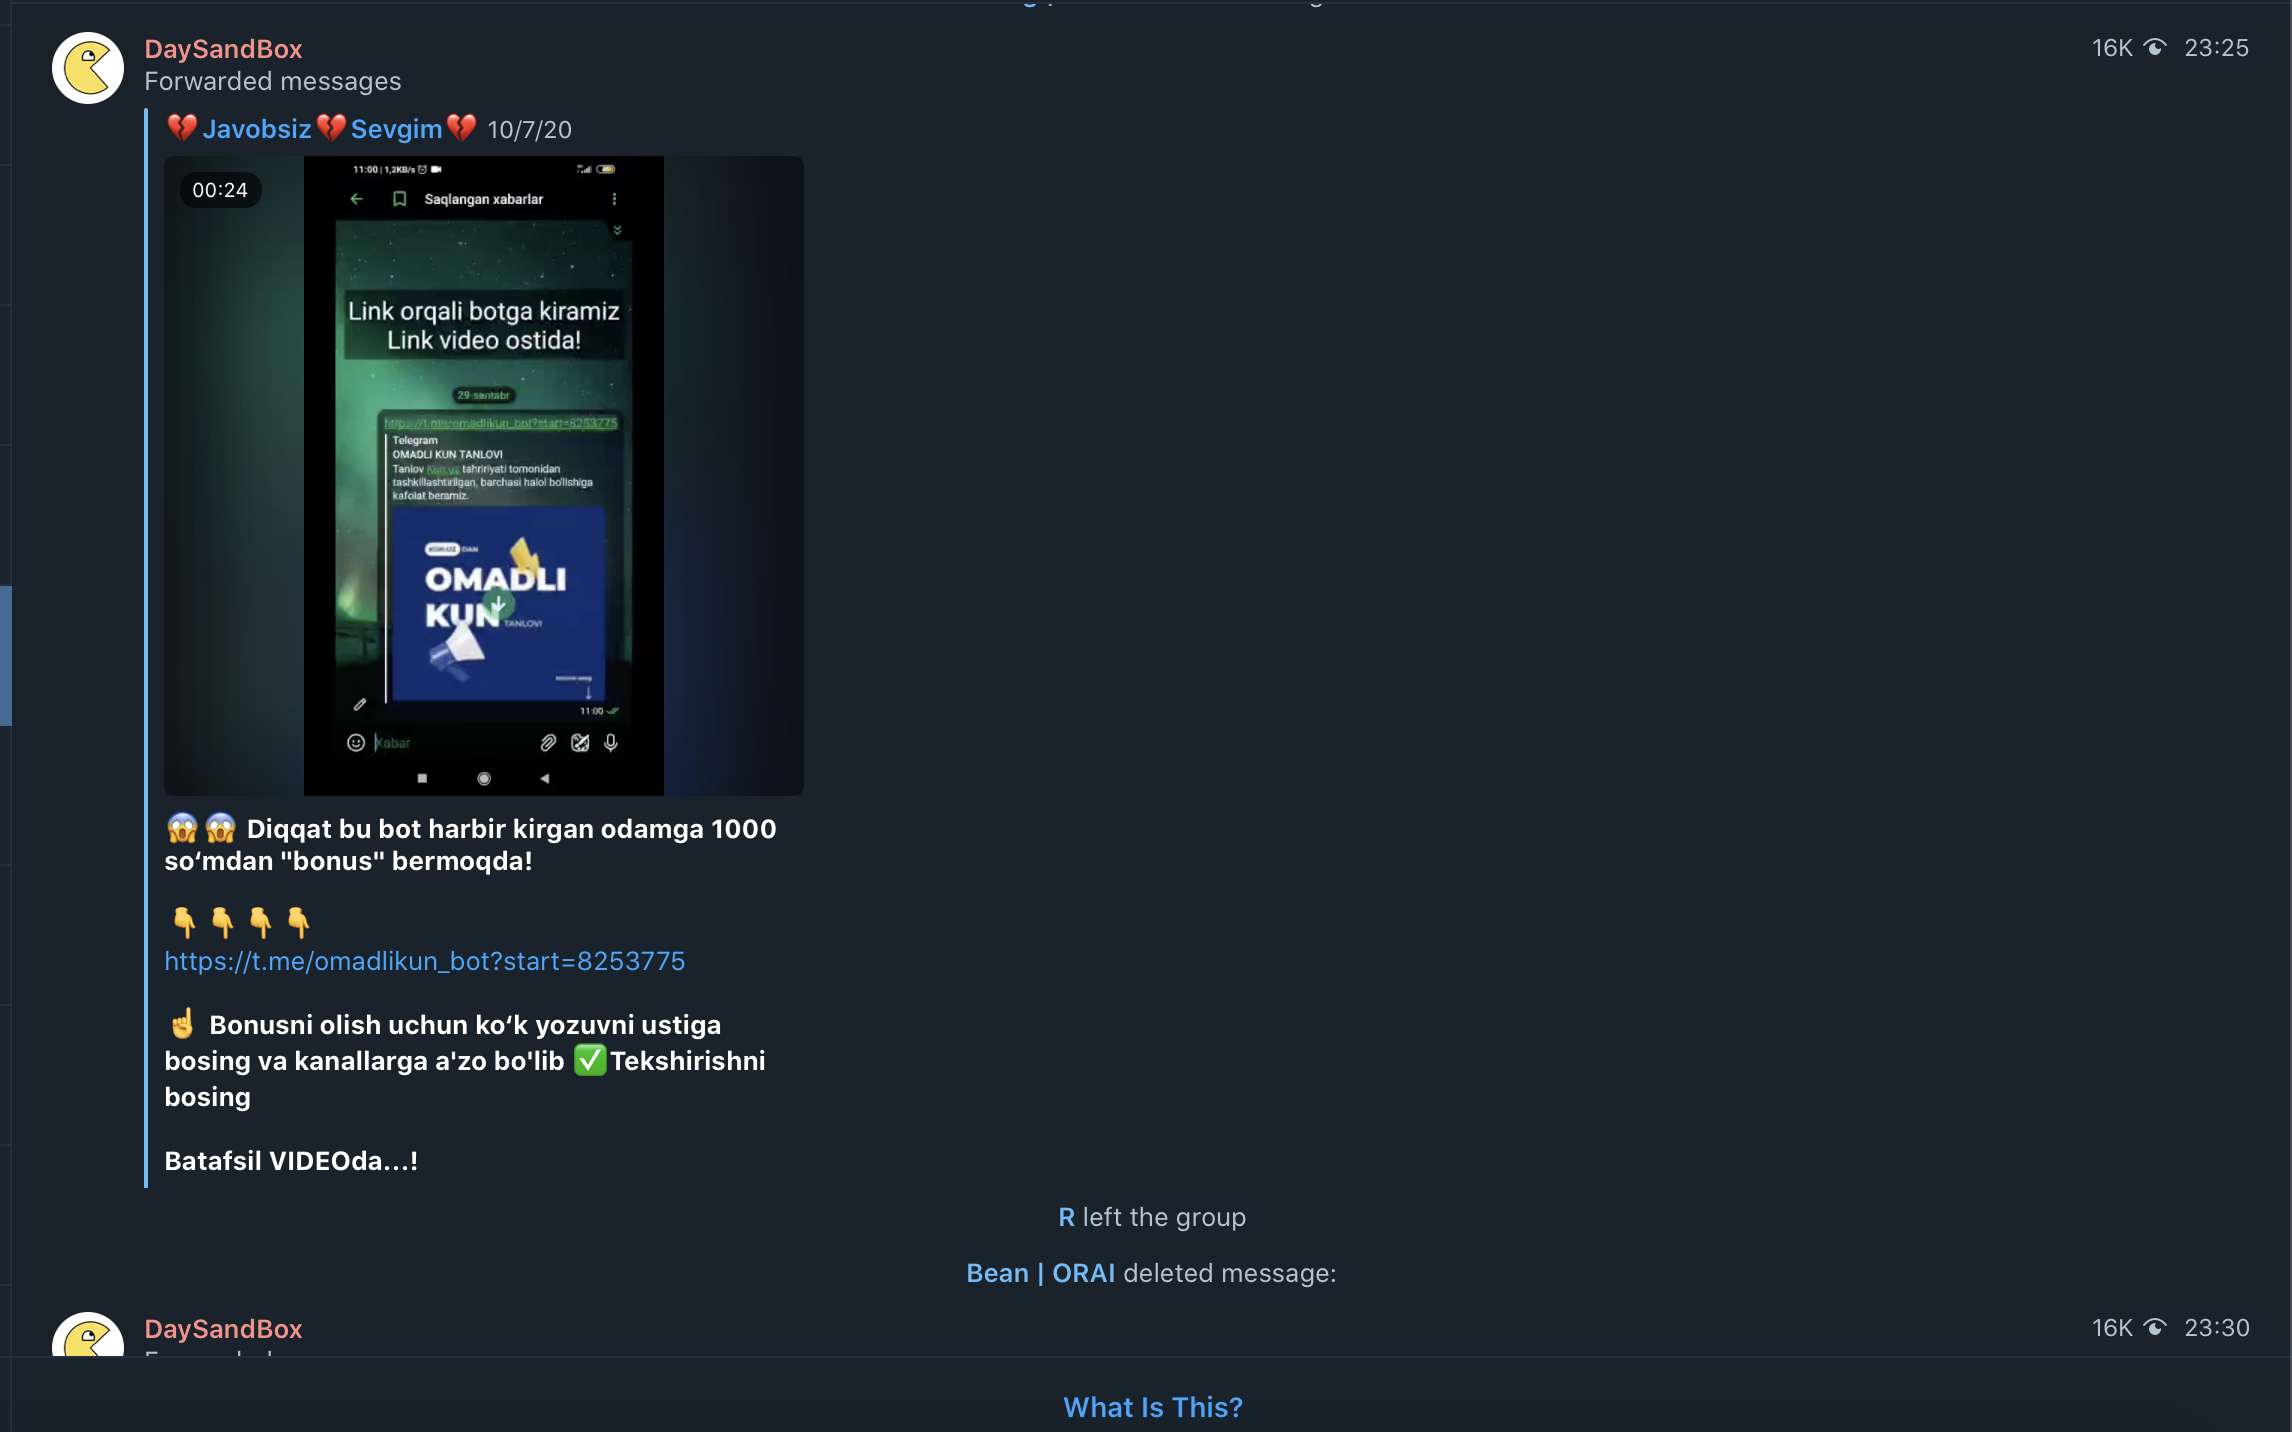 DaySandBox
16K 23:25
Forwarded messages
💔Javobsiz💔Sevgim💔 10/7/20
00:24
11:00 | 1,2KB/s
Saqlangan xabarlar
Link orqali botga kiramiz
Link video ostida!
29-sentabr
https://t.me/omadlikun_bot?start=8253775
Telegram
OMADLI KUN TANLOVI
Tanlov Kun.uz tahririyati tomonidan
tashkillashtirilgan, barchasi halol bo'lishiga
kafolat beramiz.
KUN.UZ DAN
OMADLI
KUN TANLOVI
11:00
Xabar
😱😱 Diqqat bu bot harbir kirgan odamga 1000
so‘mdan "bonus" bermoqda!
👇👇👇👇
https://t.me/omadlikun_bot?start=8253775
☝️ Bonusni olish uchun ko‘k yozuvni ustiga
bosing va kanallarga a'zo bo'lib ✅Tekshirishni
bosing
Batafsil VIDEOda...!
R left the group
Bean | ORAI deleted message:
DaySandBox
16K 23:30
What Is This?